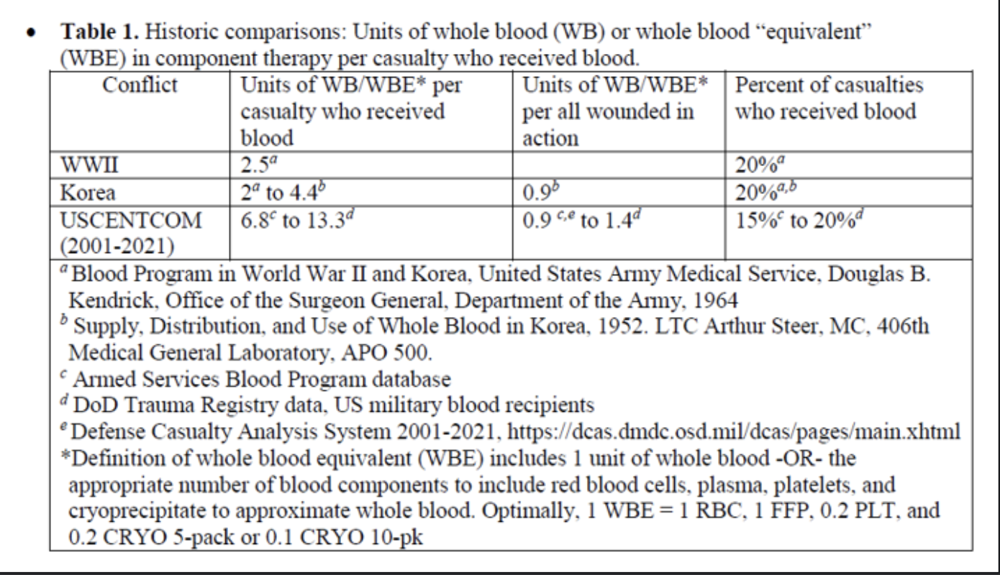 • Table 1. Historic comparisons: Units of whole blood (WB) or whole blood “equivalent”
(WBE) in component therapy per casualty who received blood.
Conflict
Units of WB/WBE* per
casualty who received
blood
Units of WB/WBE*
per all wounded in
action
Percent of casualties
who received blood
WWII
2.5ᵃ
20%ᵃ
Korea
2ᵃ to 4.4ᵇ
0.9ᵇ
20%ᵃ,ᵇ
USCENTCOM
(2001-2021)
6.8ᶜ to 13.3ᵈ
0.9 ᶜ,ᵉ to 1.4ᵈ
15%ᶜ to 20%ᵈ
ᵃ Blood Program in World War II and Korea, United States Army Medical Service, Douglas B.
Kendrick, Office of the Surgeon General, Department of the Army, 1964
ᵇ Supply, Distribution, and Use of Whole Blood in Korea, 1952. LTC Arthur Steer, MC, 406th
Medical General Laboratory, APO 500.
ᶜ Armed Services Blood Program database
ᵈ DoD Trauma Registry data, US military blood recipients
ᵉ Defense Casualty Analysis System 2001-2021, https://dcas.dmdc.osd.mil/dcas/pages/main.xhtml
*Definition of whole blood equivalent (WBE) includes 1 unit of whole blood -OR- the
appropriate number of blood components to include red blood cells, plasma, platelets, and
cryoprecipitate to approximate whole blood. Optimally, 1 WBE = 1 RBC, 1 FFP, 0.2 PLT, and
0.2 CRYO 5-pack or 0.1 CRYO 10-pk